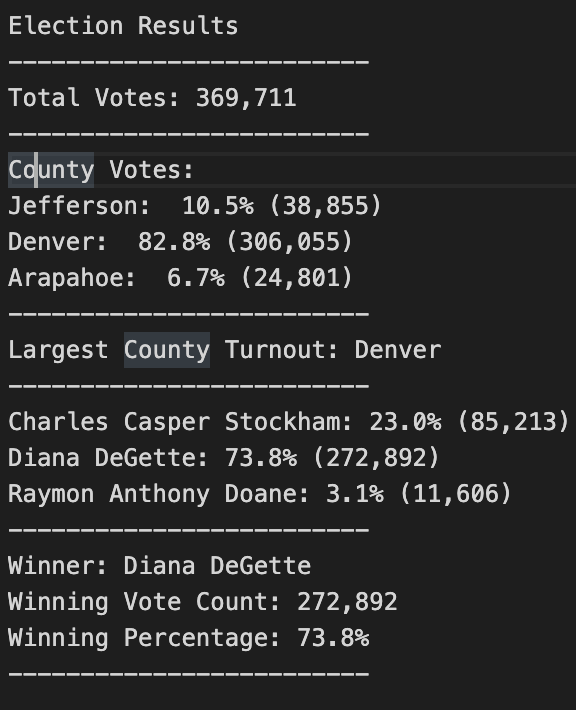 Election Results
-------------------------
Total Votes: 369,711
-------------------------
County Votes:
Jefferson:  10.5% (38,855)
Denver:  82.8% (306,055)
Arapahoe:  6.7% (24,801)
-------------------------
Largest County Turnout: Denver
-------------------------
Charles Casper Stockham: 23.0% (85,213)
Diana DeGette: 73.8% (272,892)
Raymon Anthony Doane: 3.1% (11,606)
-------------------------
Winner: Diana DeGette
Winning Vote Count: 272,892
Winning Percentage: 73.8%
-------------------------